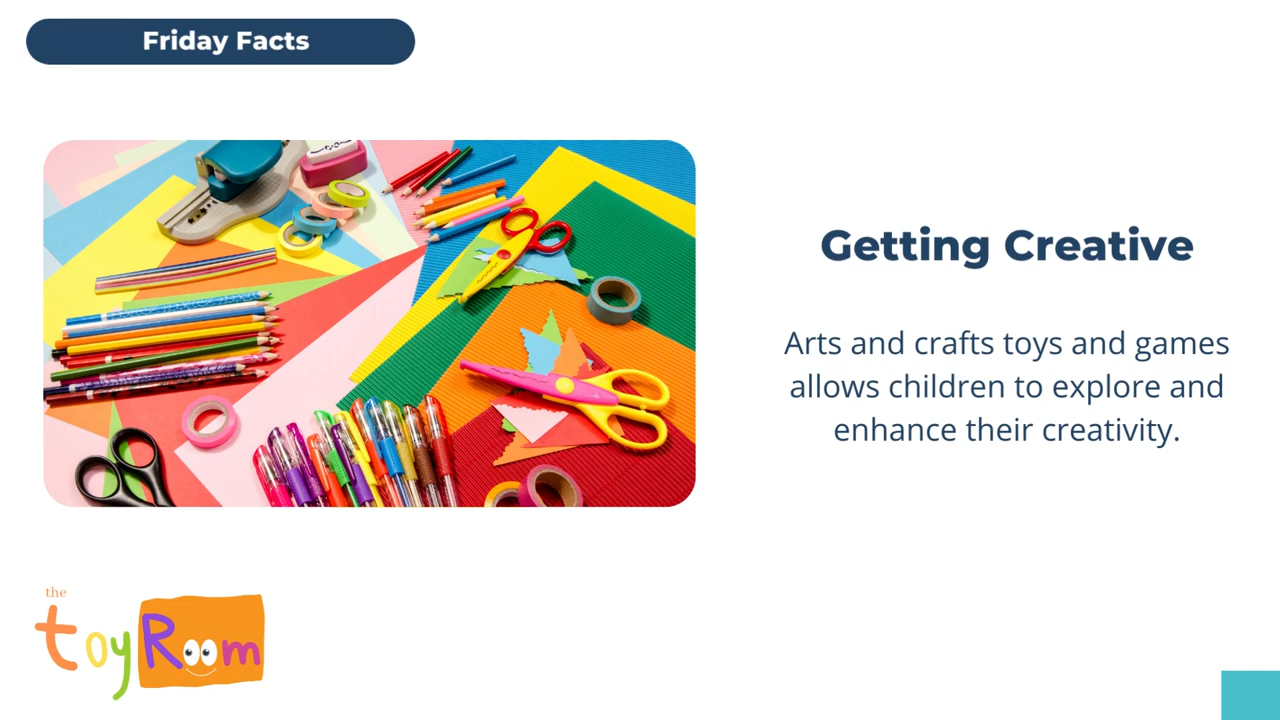 Friday Facts
Getting Creative
Arts and crafts toys and games
allows children to explore and
enhance their creativity.
the
toyRoom